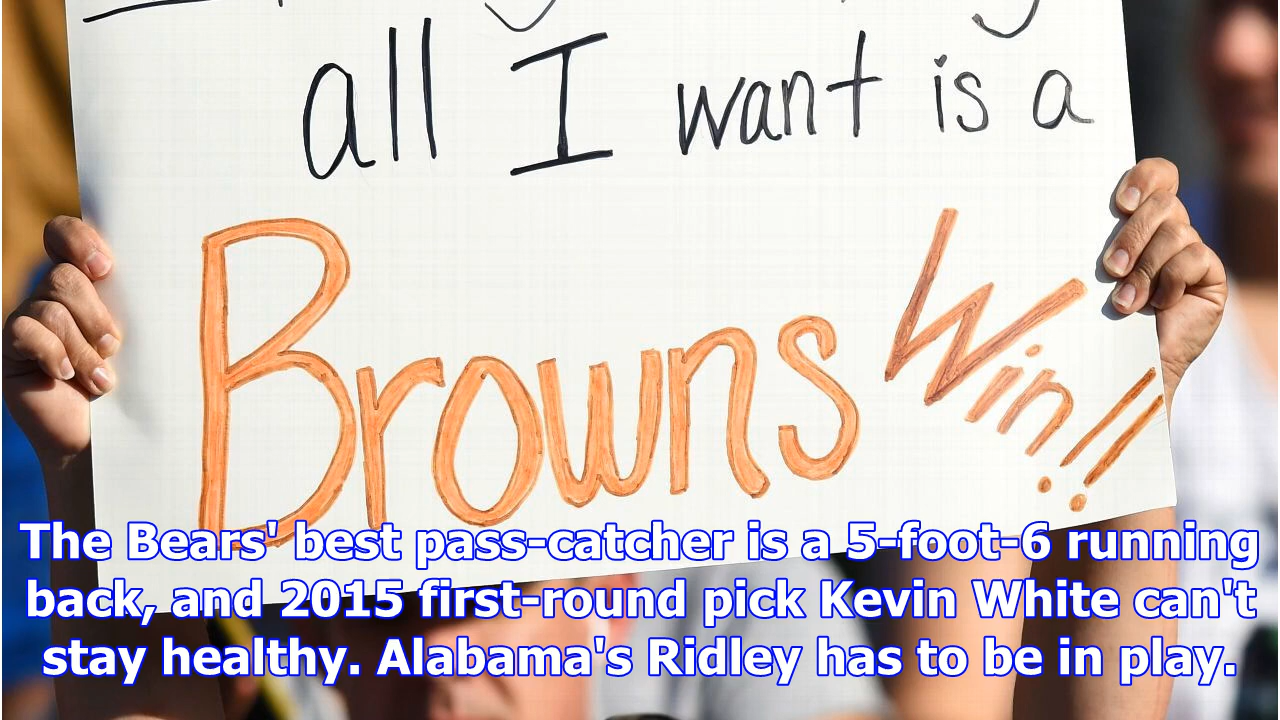 all I want is a
Browns Win!!
The Bears' best pass-catcher is a 5-foot-6 running
back, and 2015 first-round pick Kevin White can't
stay healthy. Alabama's Ridley has to be in play.